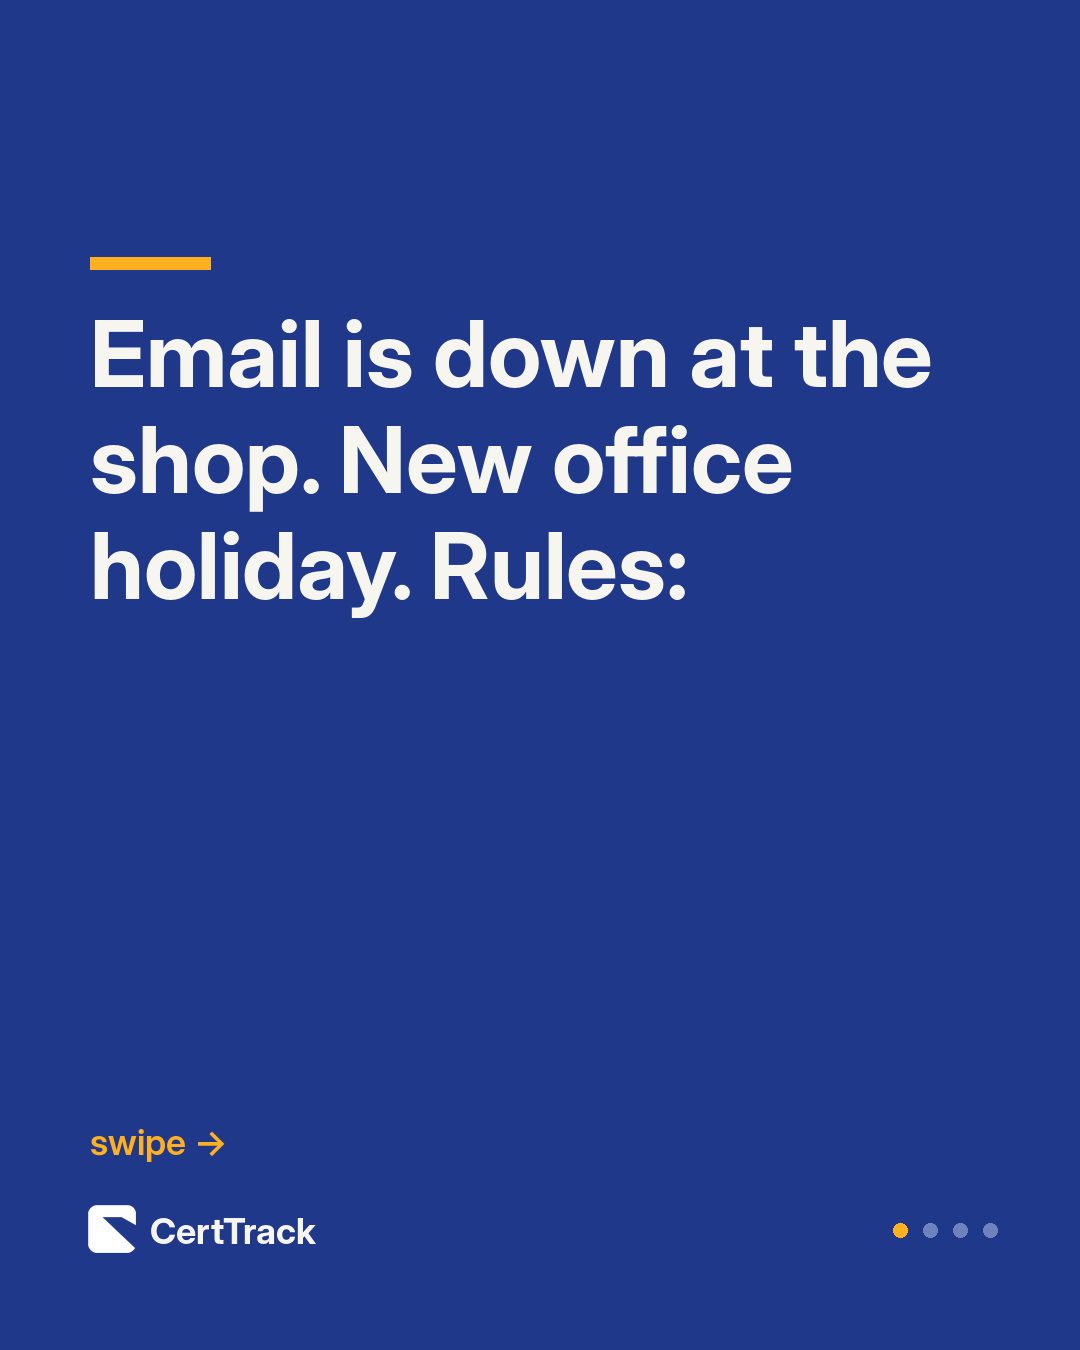 Email is down at the
shop. New office
holiday. Rules:
swipe →
CertTrack